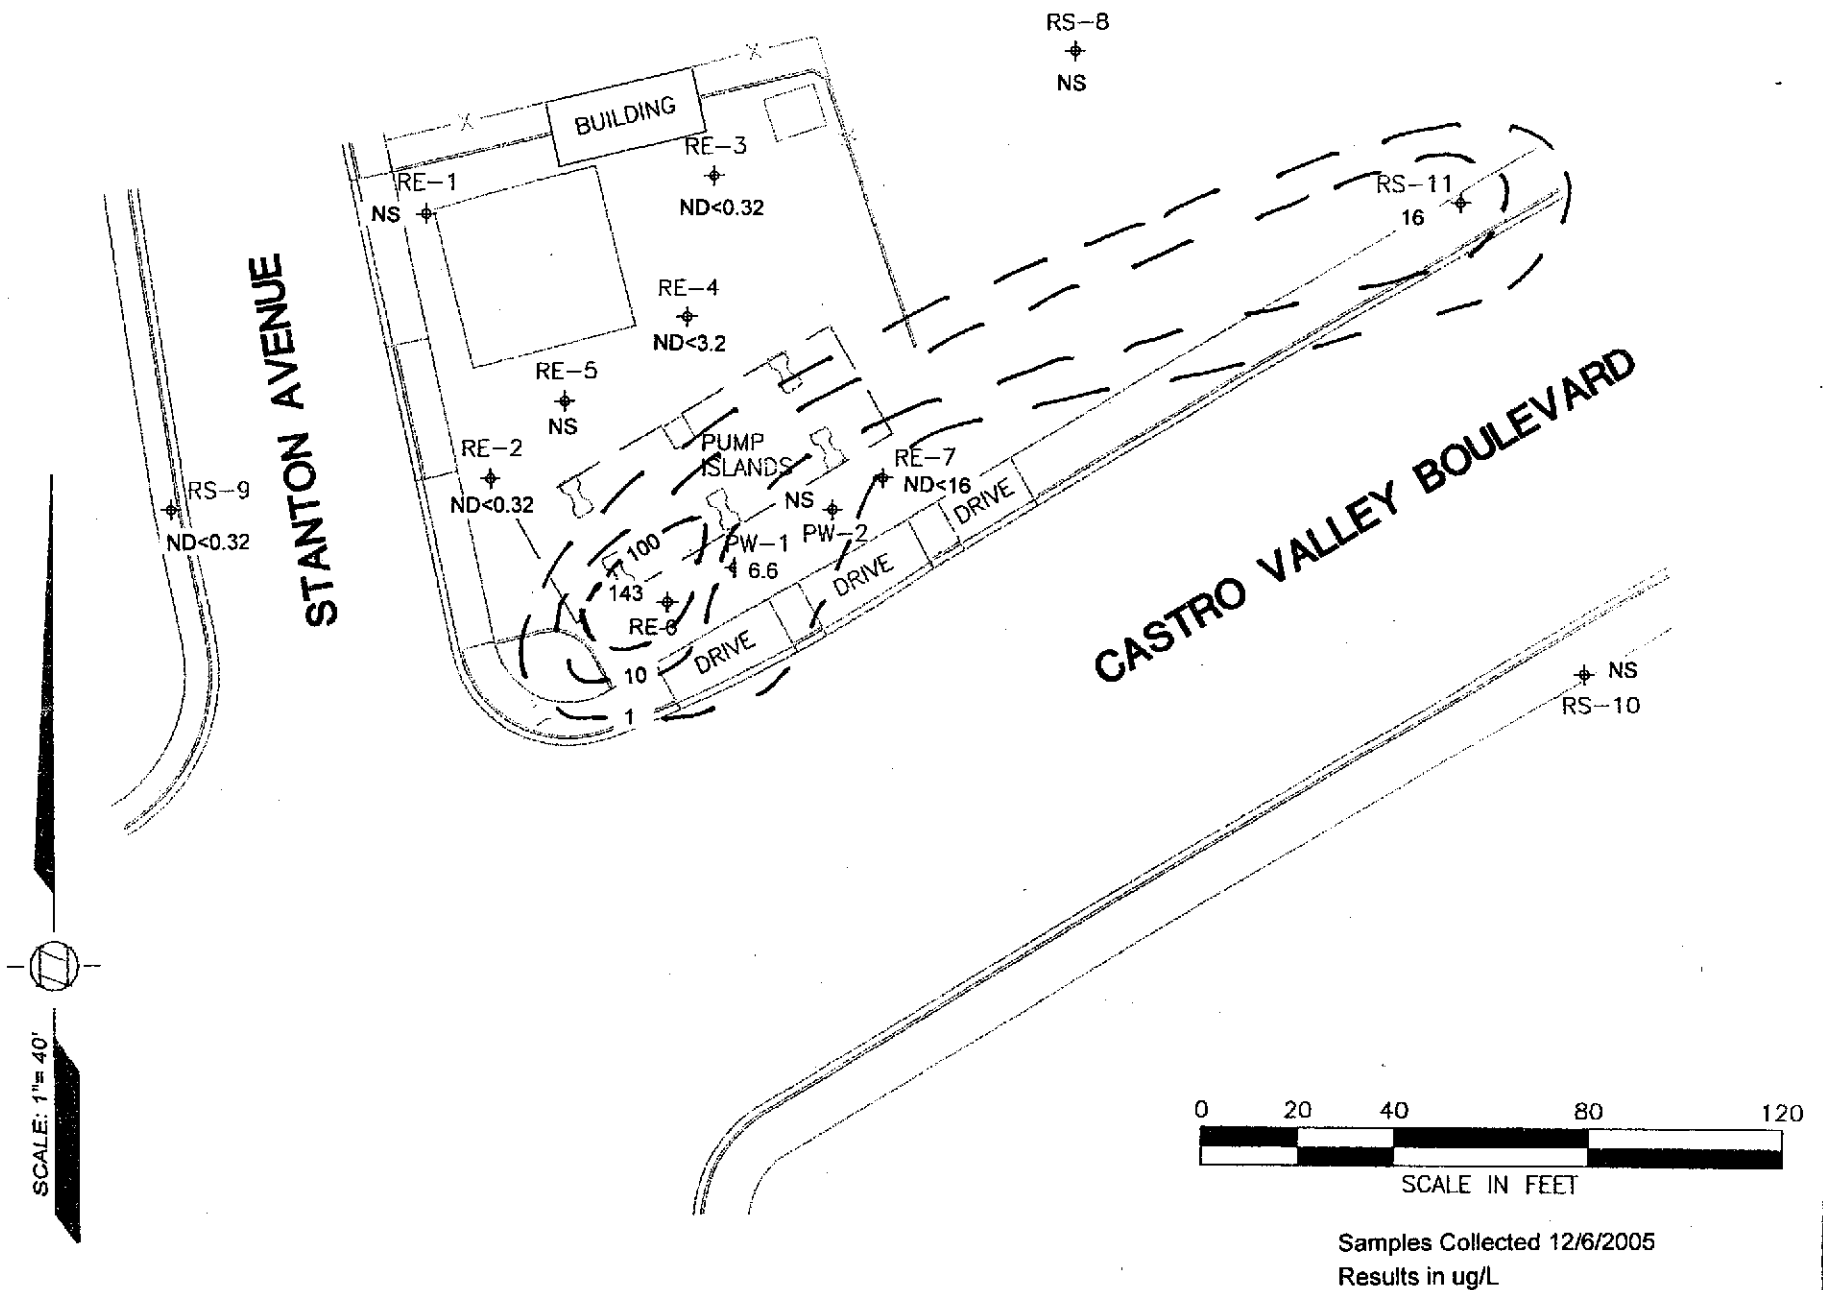 RS-8
NS
BUILDING
RE-3
ND<0.32
RE-1
NS
RS-11
16
STANTON AVENUE
RE-4
ND<3.2
RE-5
NS
PUMP
ISLANDS
RE-2
ND<0.32
RE-7
ND<16
NS
PW-2
RS-9
ND<0.32
100
PW-1
6.6
143
DRIVE
DRIVE
DRIVE
10
1
CASTRO VALLEY BOULEVARD
NS
RS-10
SCALE: 1"= 40'
0 20 40 80 120
SCALE IN FEET
Samples Collected 12/6/2005
Results in ug/L